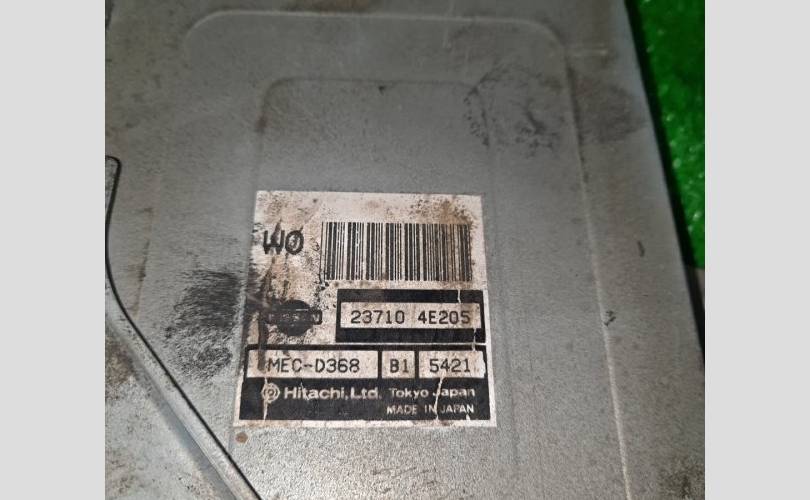 WO
23710 4E205
MEC-D368 B1 5421
Hitachi, Ltd. Tokyo Japan
MADE IN JAPAN